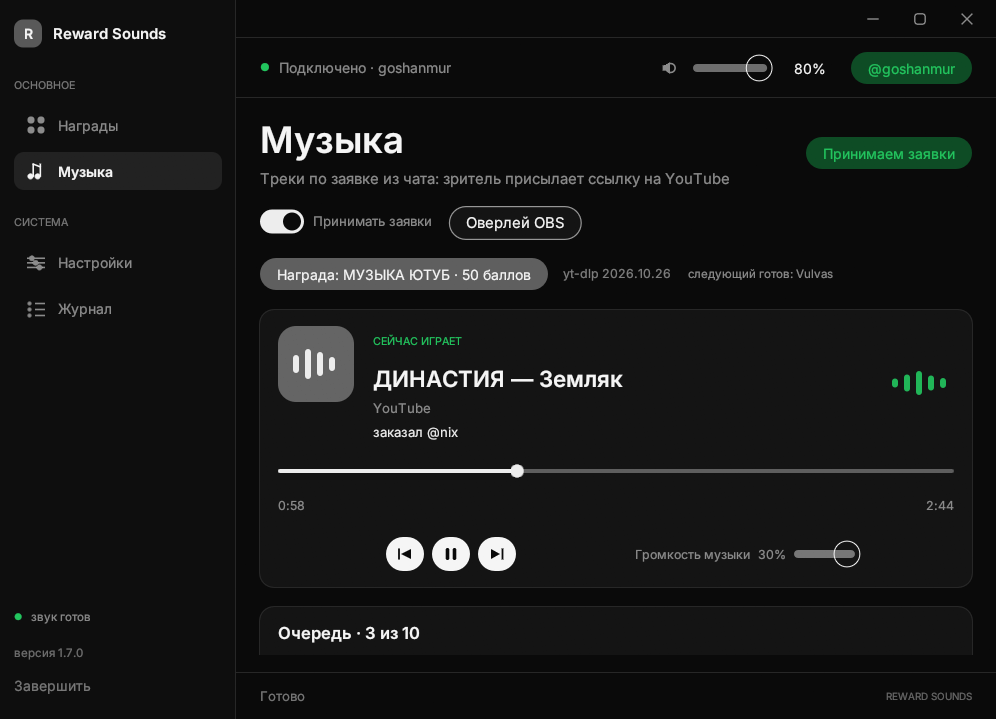 R Reward Sounds
ОСНОВНОЕ
Награды
Музыка
СИСТЕМА
Настройки
Журнал
звук готов
версия 1.7.0
Завершить
Подключено · goshanmur
80%
@goshanmur
Музыка
Принимаем заявки
Треки по заявке из чата: зритель присылает ссылку на YouTube
Принимать заявки
Оверлей OBS
Награда: МУЗЫКА ЮТУБ · 50 баллов
yt-dlp 2026.10.26
следующий готов: Vulvas
СЕЙЧАС ИГРАЕТ
ДИНАСТИЯ — Земляк
YouTube
заказал @nix
0:58
2:44
Громкость музыки 30%
Очередь · 3 из 10
Готово
REWARD SOUNDS